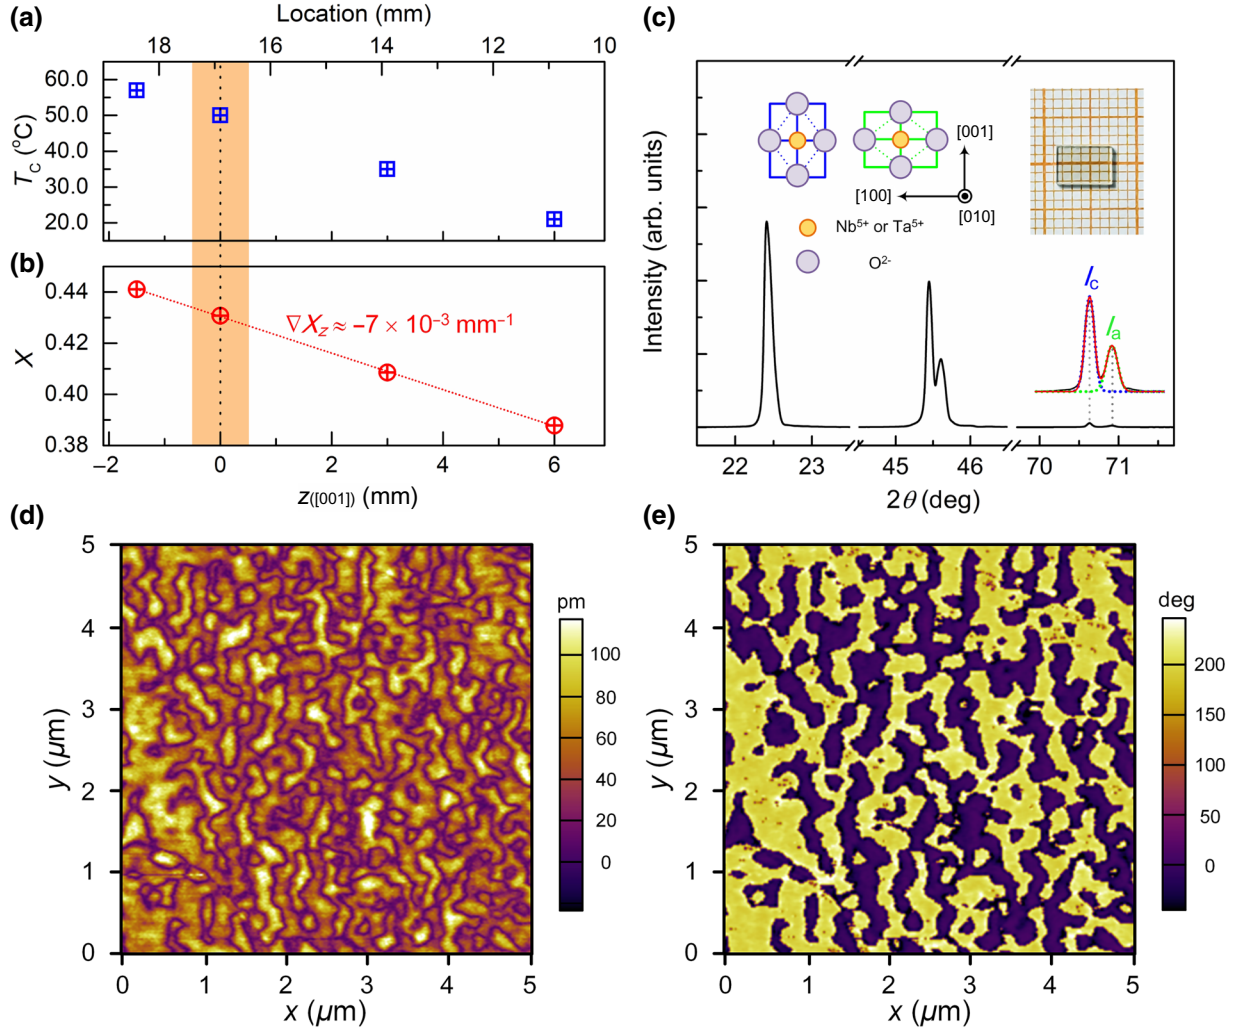 (a)
Location (mm)
18 16 14 12 10
60.0
50.0
40.0
30.0
20.0
T_C (°C)
(b)
0.44
0.42
0.40
0.38
X
∇X_z ≈ –7 × 10⁻³ mm⁻¹
–2 0 2 4 6
z([001]) (mm)
(c)
Intensity (arb. units)
[001]
[100]
[010]
Nb⁵⁺ or Ta⁵⁺
O²⁻
I_c
I_a
22 23 45 46 70 71
2θ (deg)
(d)
5
4
3
2
1
0
y (µm)
0 1 2 3 4 5
x (µm)
pm
100
80
60
40
20
0
(e)
5
4
3
2
1
0
y (µm)
0 1 2 3 4 5
x (µm)
deg
200
150
100
50
0